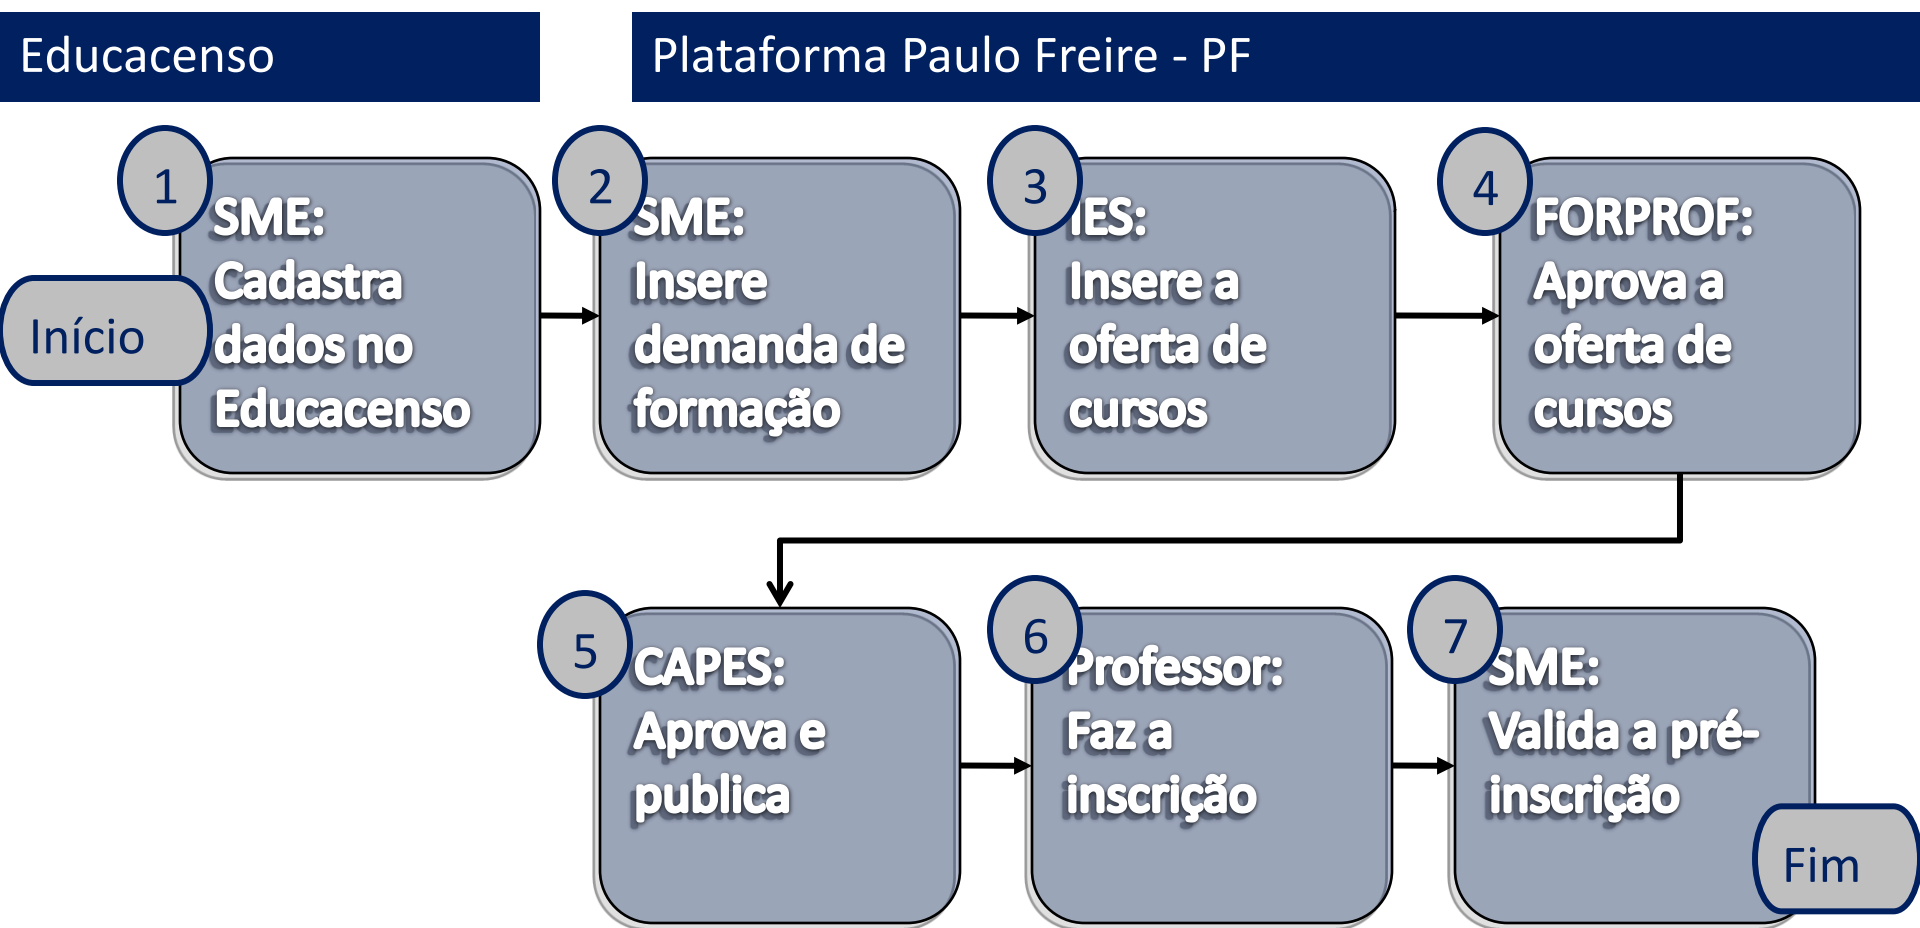 Educacenso
Plataforma Paulo Freire - PF
1
SME:
Cadastra
dados no
Educacenso
Início
2
SME:
Insere
demanda de
formação
3
IES:
Insere a
oferta de
cursos
4
FORPROF:
Aprova a
oferta de
cursos
5
CAPES:
Aprova e
publica
6
Professor:
Faz a
inscrição
7
SME:
Valida a pré-
inscrição
Fim